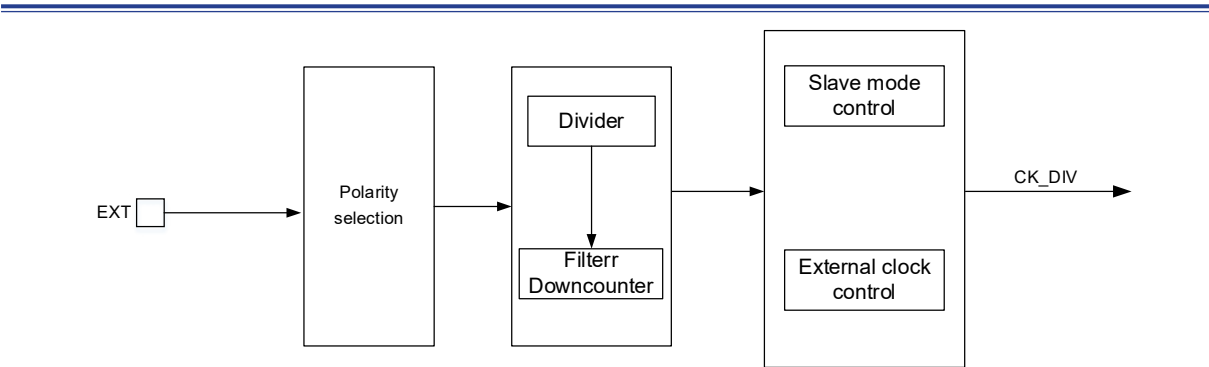 EXT
Polarity
selection
Divider
Filterr
Downcounter
Slave mode
control
External clock
control
CK_DIV